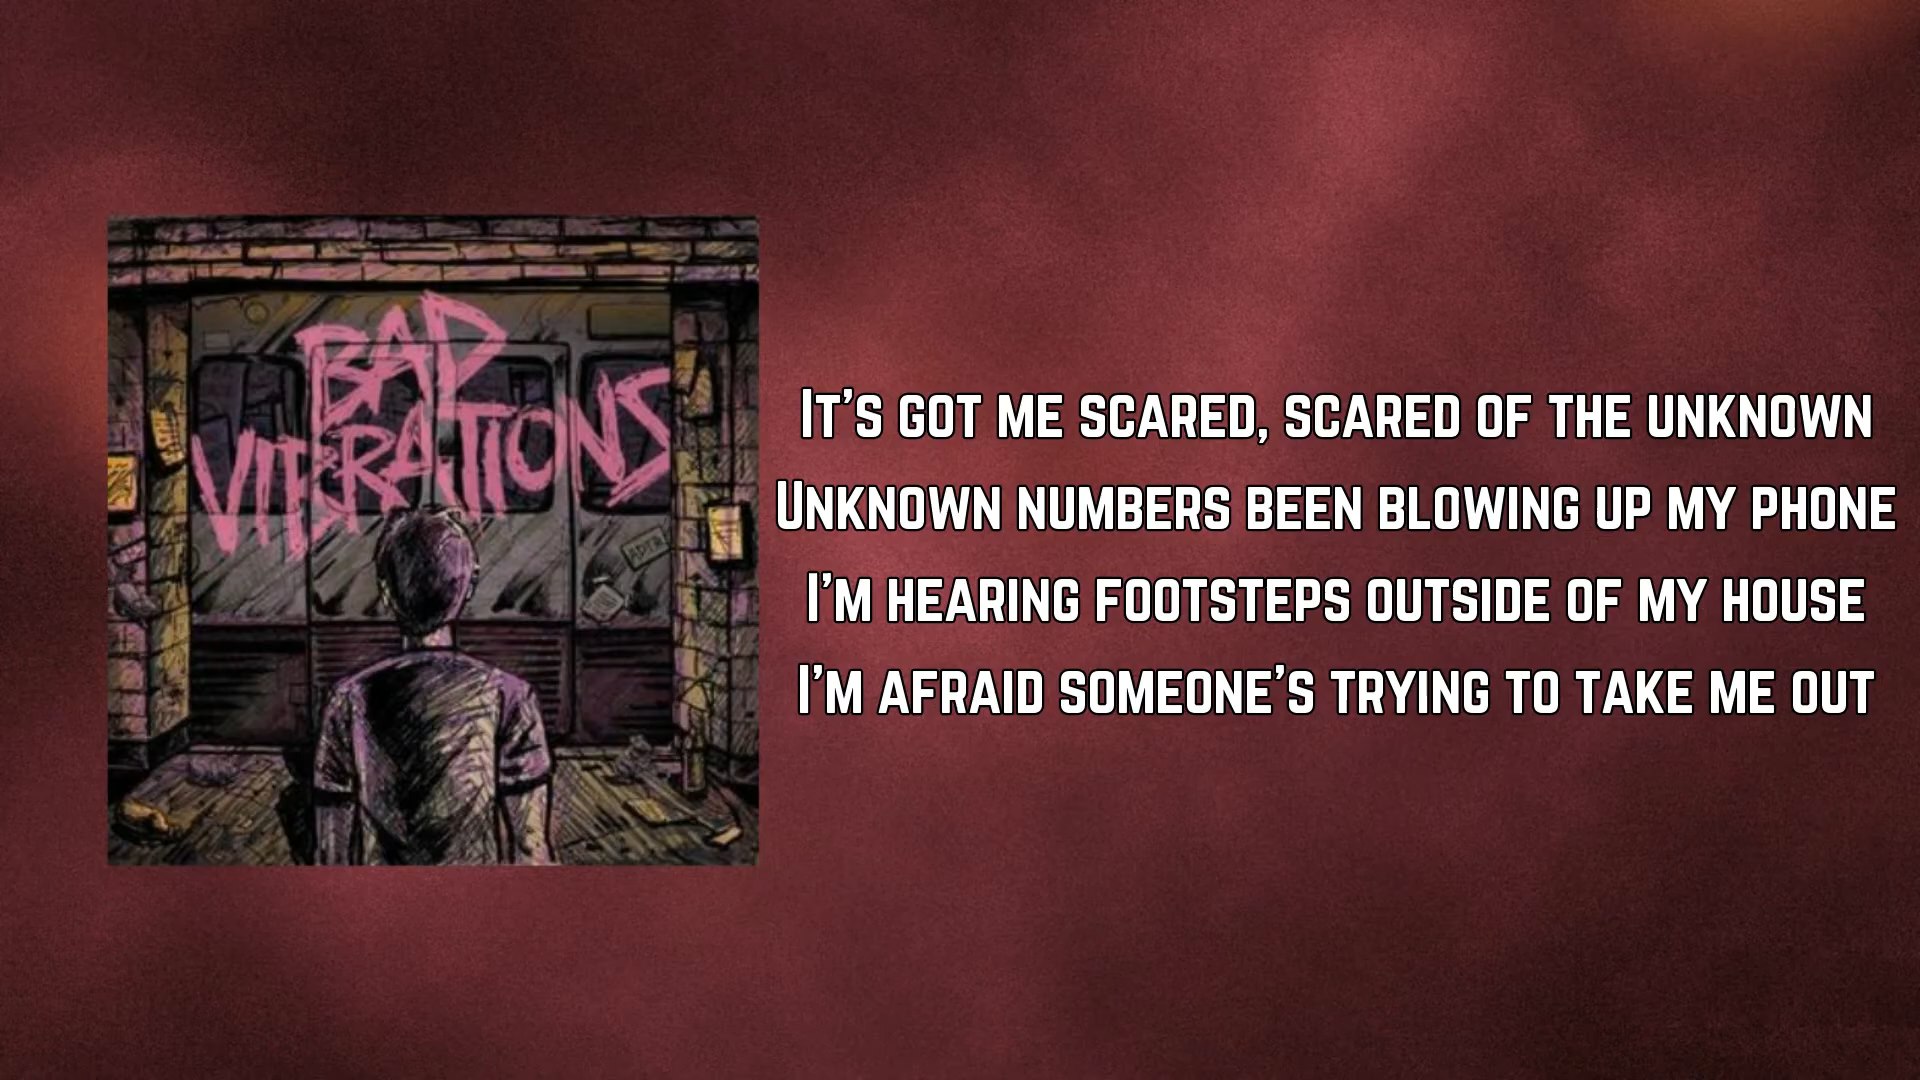 BAD
VIBRATIONS
ADTR
It's got me scared, scared of the unknown
Unknown numbers been blowing up my phone
I'm hearing footsteps outside of my house
I'm afraid someone's trying to take me out